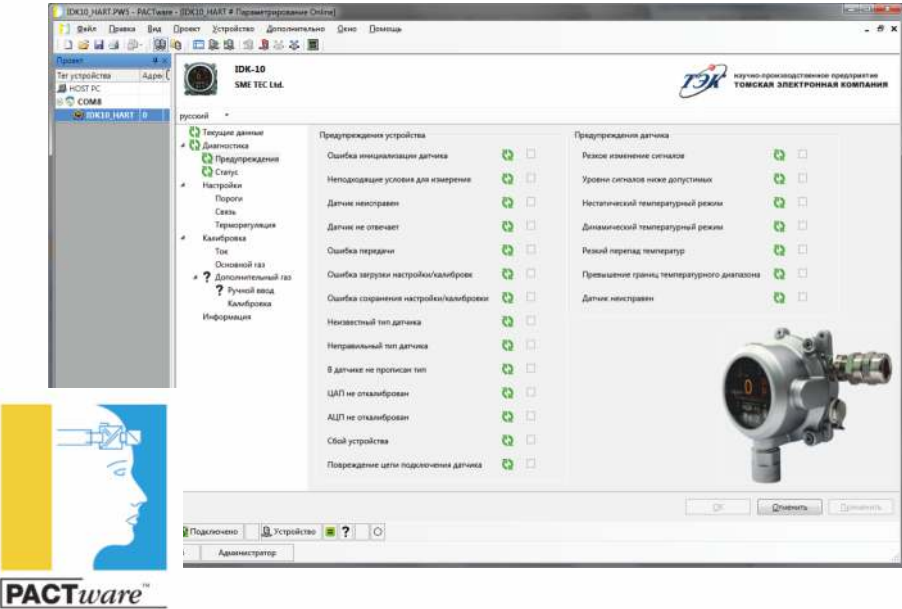 IDK10_HART.PW5 - PACTware - [IDK10_HART # Параметрирование Online]
Файл Правка Вид Проект Устройство Дополнительно Окно Помощь
Проект
Тег устройства Адре
HOST PC
COM8
IDK10_HART 0
IDK-10
SME TEC Ltd.
ТЭК
научно-производственное предприятие
ТОМСКАЯ ЭЛЕКТРОННАЯ КОМПАНИЯ
русский
Текущие данные
Диагностика
Предупреждения
Статус
Настройки
Пороги
Связь
Терморегуляция
Калибровка
Ток
Основной газ
? Дополнительный газ
? Ручной ввод
Калибровка
Информация
Предупреждения устройства
Ошибка инициализации датчика
Неподходящие условия для измерения
Датчик неисправен
Датчик не отвечает
Ошибка передачи
Ошибка загрузки настройки/калибровк
Ошибка сохранения настройки/калибровки
Неизвестный тип датчика
Неправильный тип датчика
В датчике не прописан тип
ЦАП не откалиброван
АЦП не откалиброван
Сбой устройства
Повреждение цепи подключения датчика
Предупреждения датчика
Резкое изменение сигналов
Уровни сигналов ниже допустимых
Нестатический температурный режим
Динамический температурный режим
Резкий перепад температур
Превышение границ температурного диапазона
Датчик неисправен
0
OK Отменить Применить
Подключено Устройство ?
Администратор
PACTware™